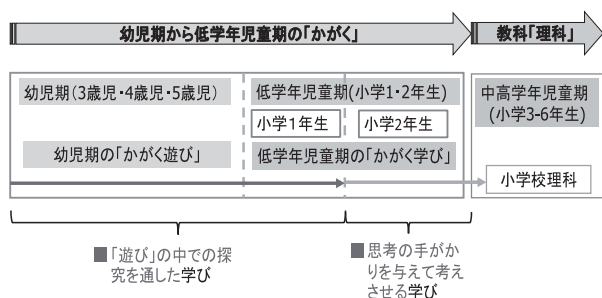 幼児期から低学年児童期の「かがく」
教科「理科」
幼児期(3歳児・4歳児・5歳児)
低学年児童期(小学1・2年生)
中高学年児童期
(小学3-6年生)
小学1年生
小学2年生
幼児期の「かがく遊び」
低学年児童期の「かがく学び」
小学校理科
■「遊び」の中での探
究を通した学び
■思考の手がか
りを与えて考え
させる学び